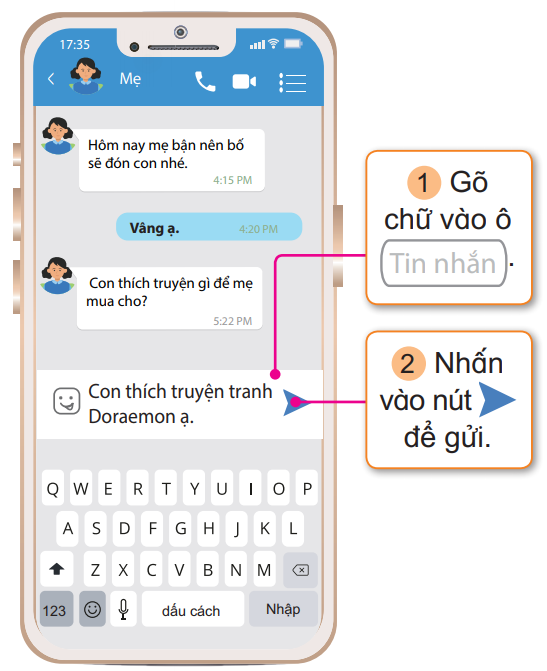 17:35
Mẹ
Hôm nay mẹ bận nên bố
sẽ đón con nhé.
4:15 PM
Vâng ạ. 4:20 PM
Con thích truyện gì để mẹ
mua cho?
5:22 PM
Con thích truyện tranh
Doraemon ạ.
Q W E R T Y U I O P
A S D F G H J K L
Z X C V B N M
123 dấu cách Nhập
1 Gõ
chữ vào ô
Tin nhắn.
2 Nhấn
vào nút
để gửi.